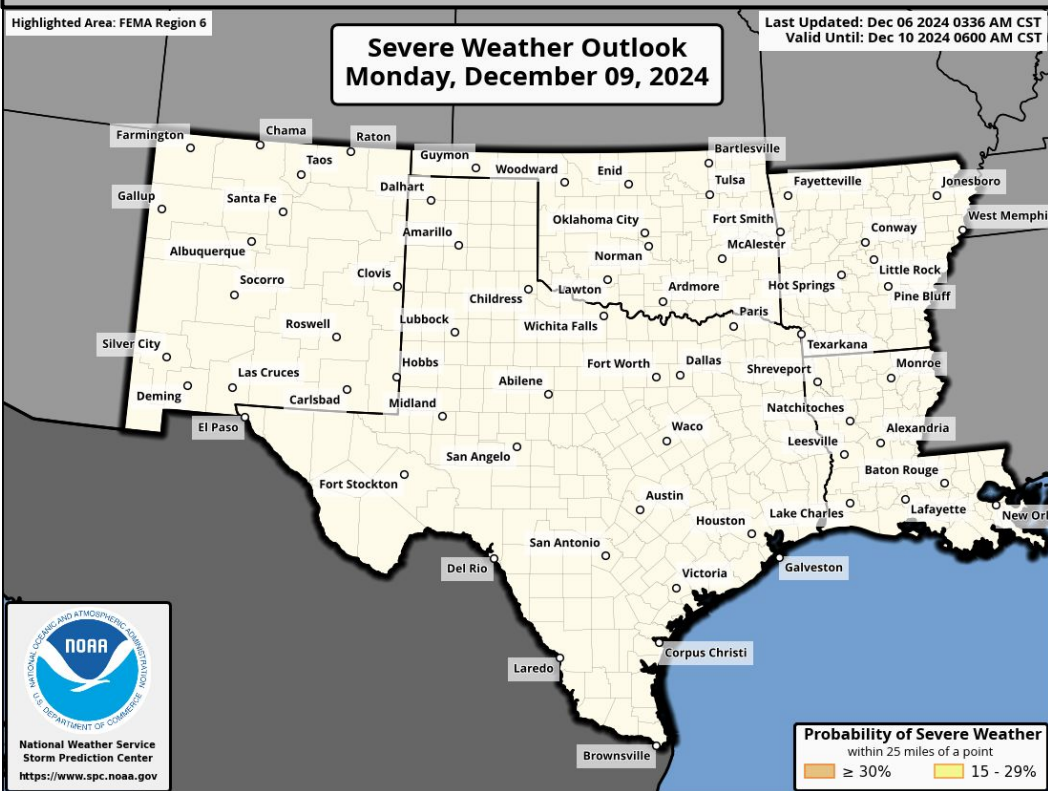 Highlighted Area: FEMA Region 6
Last Updated: Dec 06 2024 0336 AM CST
Valid Until: Dec 10 2024 0600 AM CST
Severe Weather Outlook
Monday, December 09, 2024
Farmington
Chama
Raton
Taos
Guymon
Woodward
Enid
Bartlesville
Gallup
Santa Fe
Dalhart
Tulsa
Fayetteville
Jonesboro
Albuquerque
Amarillo
Oklahoma City
Fort Smith
Conway
West Memphi
Socorro
Clovis
Norman
McAlester
Little Rock
Childress
Lawton
Ardmore
Hot Springs
Pine Bluff
Roswell
Lubbock
Wichita Falls
Paris
Texarkana
Silver City
Las Cruces
Hobbs
Fort Worth
Dallas
Shreveport
Monroe
Deming
Carlsbad
Midland
Abilene
Natchitoches
El Paso
Waco
Leesville
Alexandria
San Angelo
Fort Stockton
Baton Rouge
Austin
Houston
Lake Charles
Lafayette
New Orl
San Antonio
Del Rio
Galveston
Victoria
Laredo
Corpus Christi
Brownsville
NATIONAL OCEANIC AND ATMOSPHERIC ADMINISTRATION
NOAA
U.S. DEPARTMENT OF COMMERCE
National Weather Service
Storm Prediction Center
https://www.spc.noaa.gov
Probability of Severe Weather
within 25 miles of a point
≥ 30%
15 - 29%